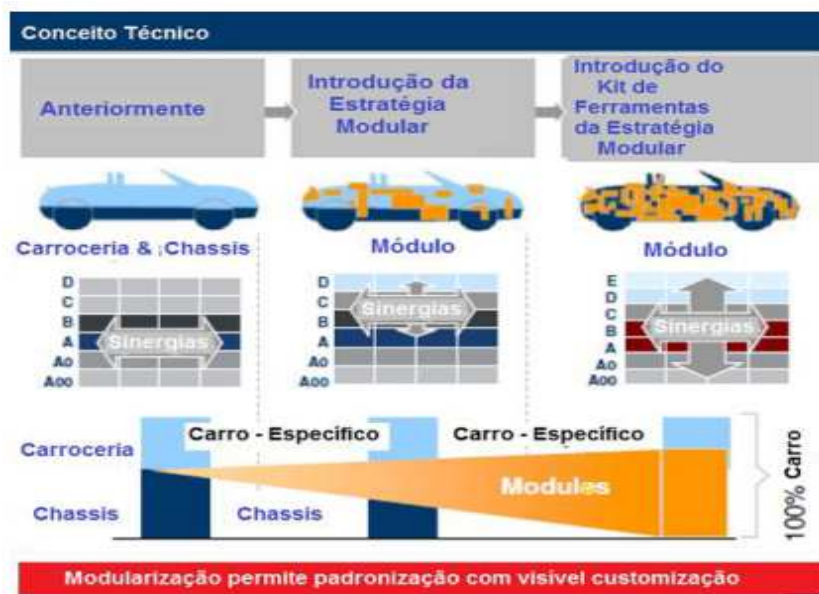 Conceito Técnico
Anteriormente
Introdução da
Estratégia
Modular
Introdução do
Kit de
Ferramentas
da Estratégia
Modular
Carroceria & ¡Chassis
Módulo
Módulo
D
C
B
A
A0
A00
Sinergias
D
C
B
A
A0
A00
Sinergias
E
D
C
B
A
A0
A00
Sinergias
Carroceria
Carro - Específico
Carro - Específico
Modules
Chassis
Chassis
100% Carro
Modularização permite padronização com visível customização